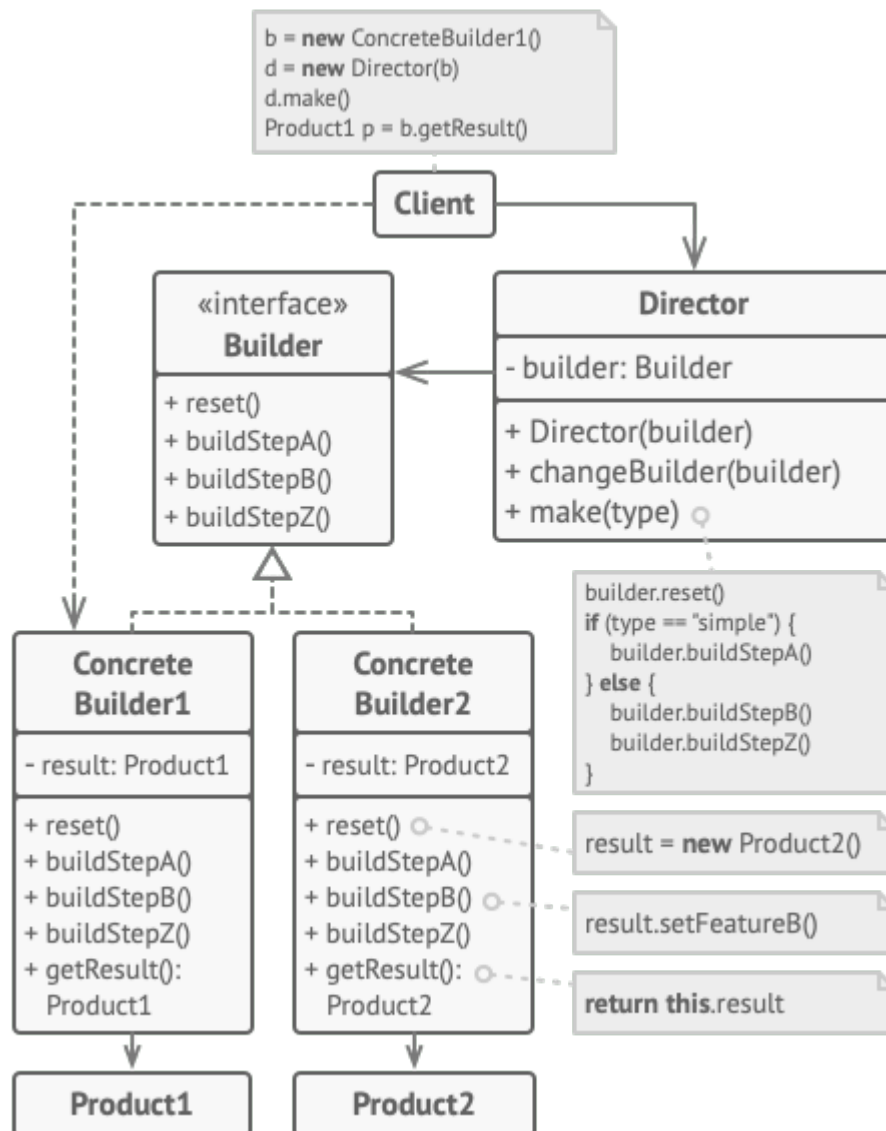 b = new ConcreteBuilder1()
d = new Director(b)
d.make()
Product1 p = b.getResult()
Client
«interface»
Builder
+ reset()
+ buildStepA()
+ buildStepB()
+ buildStepZ()
Director
- builder: Builder
+ Director(builder)
+ changeBuilder(builder)
+ make(type)
builder.reset()
if (type == "simple") {
builder.buildStepA()
} else {
builder.buildStepB()
builder.buildStepZ()
}
Concrete
Builder1
- result: Product1
+ reset()
+ buildStepA()
+ buildStepB()
+ buildStepZ()
+ getResult():
Product1
Concrete
Builder2
- result: Product2
+ reset()
+ buildStepA()
+ buildStepB()
+ buildStepZ()
+ getResult():
Product2
result = new Product2()
result.setFeatureB()
return this.result
Product1
Product2